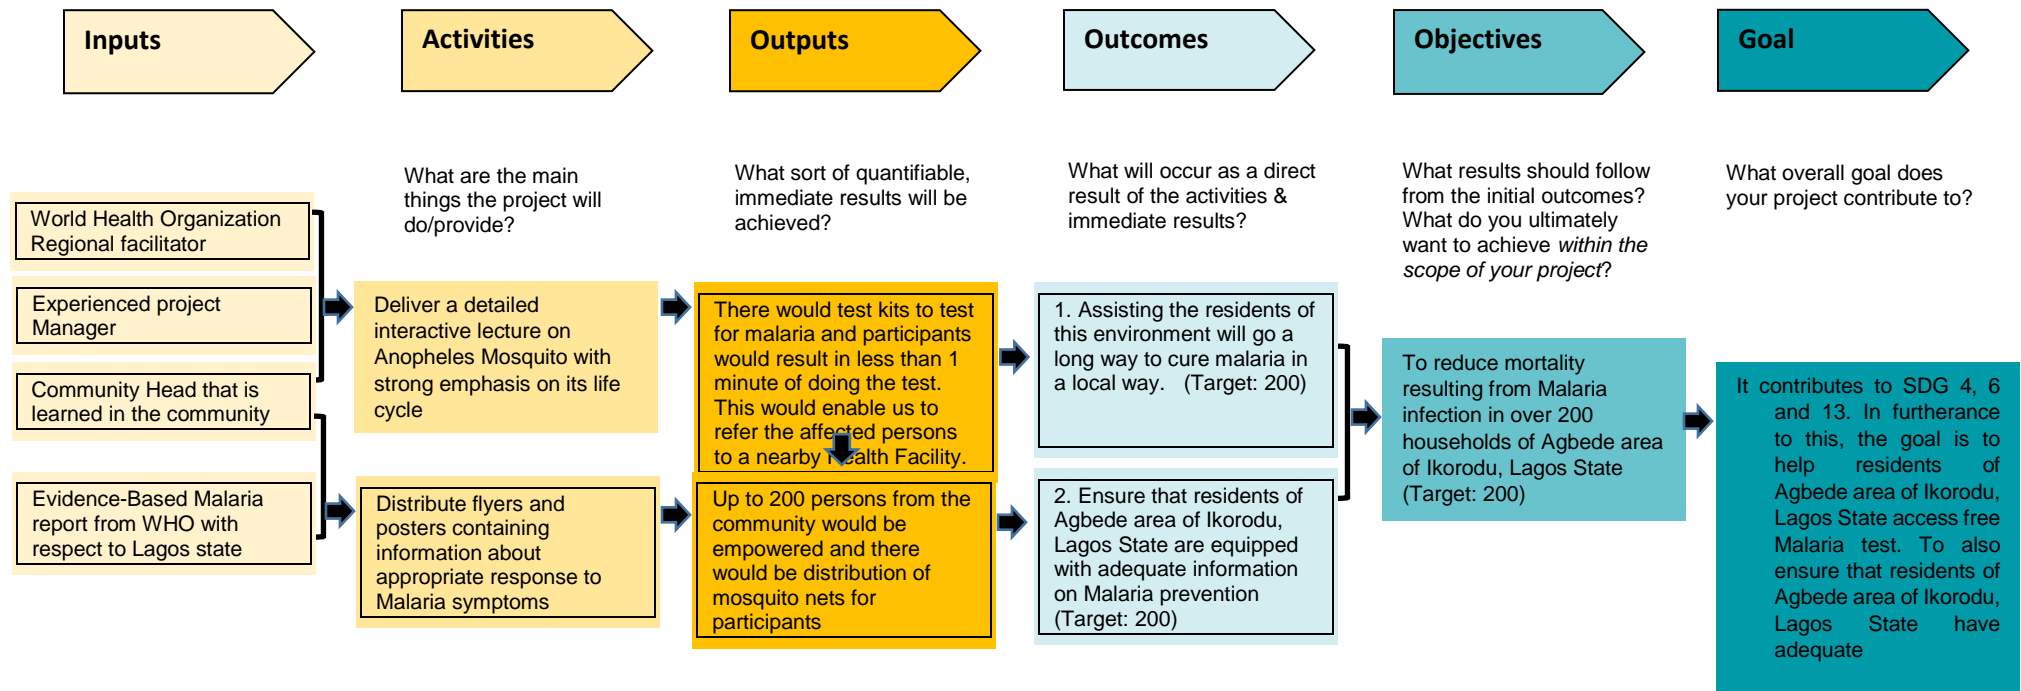 Inputs
Activities
Outputs
Outcomes
Objectives
Goal
What are the main
things the project will
do/provide?
What sort of quantifiable,
immediate results will be
achieved?
What will occur as a direct
result of the activities &
immediate results?
What results should follow
from the initial outcomes?
What do you ultimately
want to achieve within the
scope of your project?
What overall goal does
your project contribute to?
World Health Organization
Regional facilitator
Experienced project
Manager
Community Head that is
learned in the community
Evidence-Based Malaria
report from WHO with
respect to Lagos state
Deliver a detailed
interactive lecture on
Anopheles Mosquito with
strong emphasis on its life
cycle
Distribute flyers and
posters containing
information about
appropriate response to
Malaria symptoms
There would test kits to test
for malaria and participants
would result in less than 1
minute of doing the test.
This would enable us to
refer the affected persons
to a nearby Health Facility.
Up to 200 persons from the
community would be
empowered and there
would be distribution of
mosquito nets for
participants
1. Assisting the residents of
this environment will go a
long way to cure malaria in
a local way. (Target: 200)
2. Ensure that residents of
Agbede area of Ikorodu,
Lagos State are equipped
with adequate information
on Malaria prevention
(Target: 200)
To reduce mortality
resulting from Malaria
infection in over 200
households of Agbede area
of Ikorodu, Lagos State
(Target: 200)
It contributes to SDG 4, 6
and 13. In furtherance
to this, the goal is to
help residents of
Agbede area of Ikorodu,
Lagos State access free
Malaria test. To also
ensure that residents of
Agbede area of Ikorodu,
Lagos State have
adequate